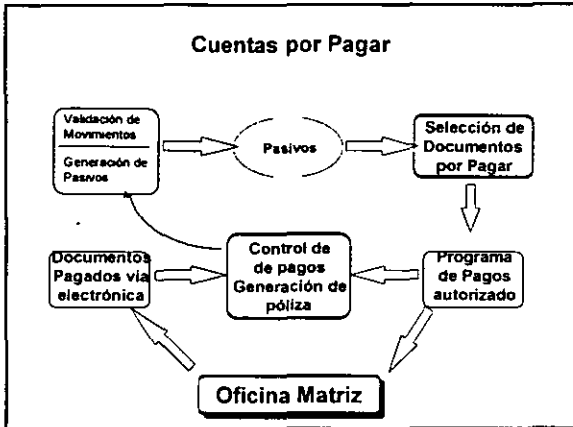 Cuentas por Pagar
Validación de
Movimientos
Generación de
Pasivos
Pasivos
Selección de
Documentos
por Pagar
Documentos
Pagados vía
electrónica
Control de
de pagos
Generación de
póliza
Programa
de Pagos
autorizado
Oficina Matriz